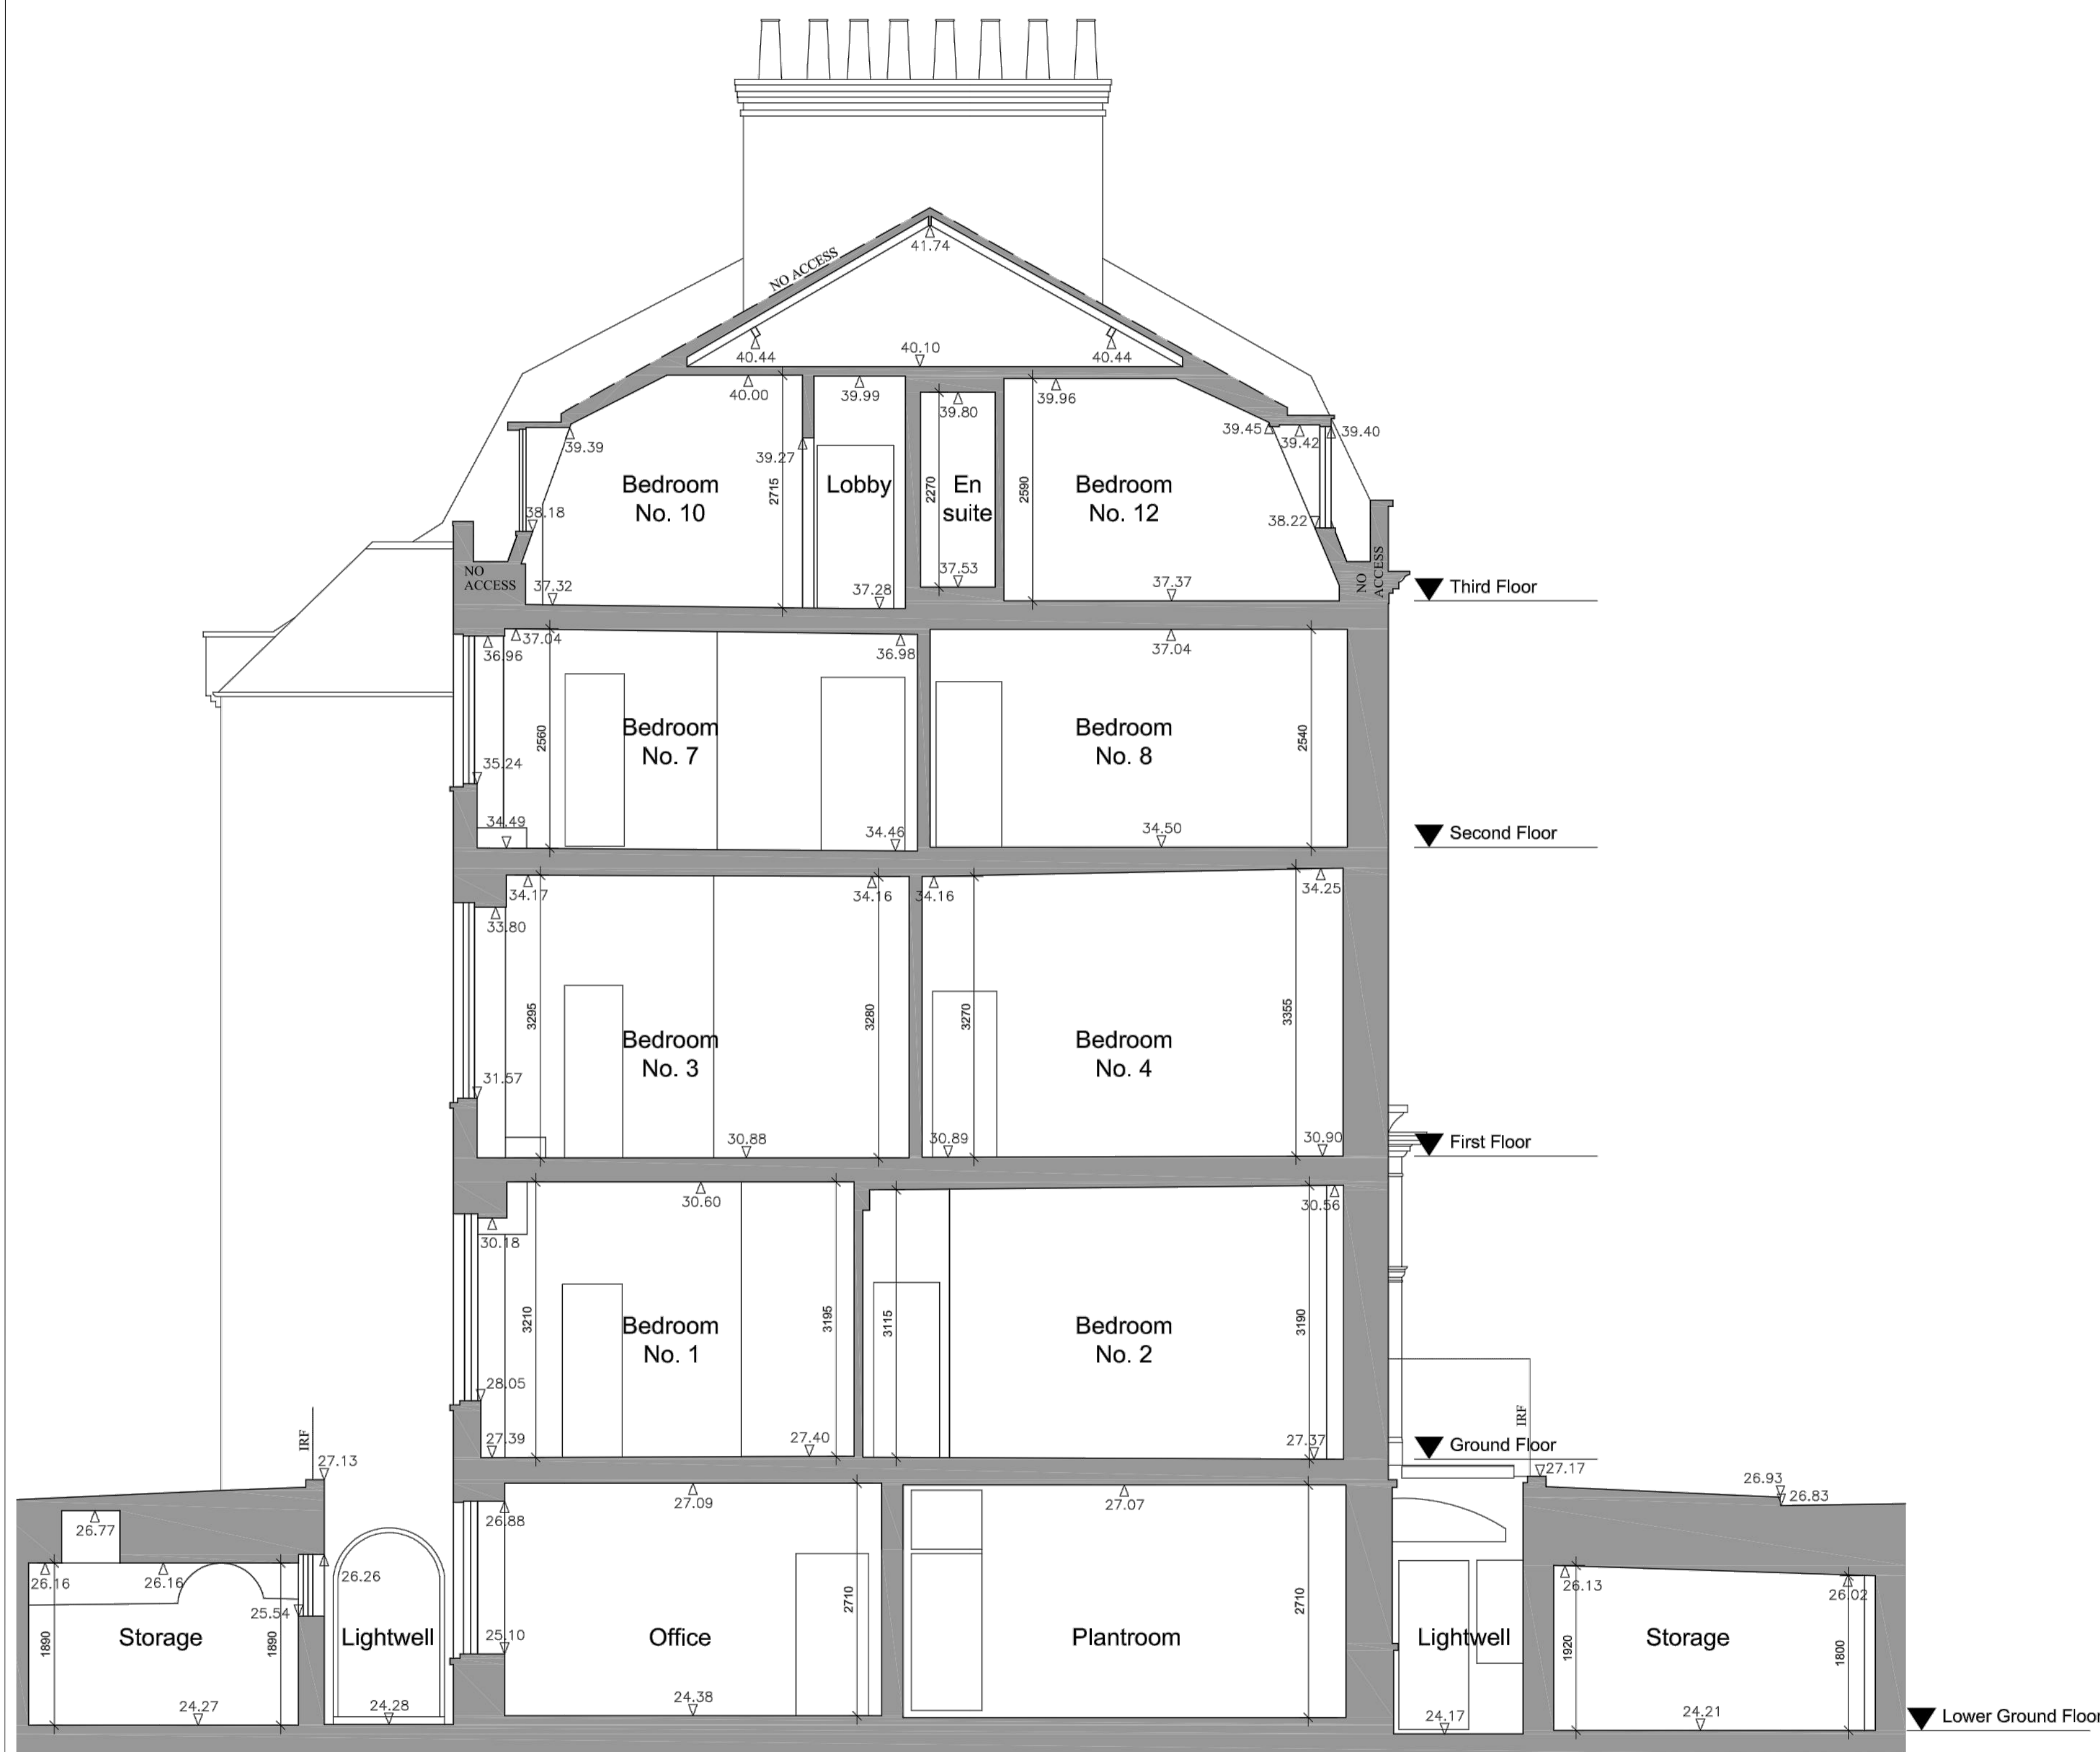 41.74
NO ACCESS
40.44
40.10
40.44
40.00
39.99
39.80
39.96
39.39
39.27
39.45
39.42
39.40
Bedroom
No. 10
2715
Lobby
2270
En
suite
2590
Bedroom
No. 12
38.18
38.22
NO
ACCESS
37.32
37.28
37.53
37.37
NO
ACCESS
Third Floor
36.96
37.04
36.98
37.04
2560
Bedroom
No. 7
Bedroom
No. 8
2540
35.24
34.49
34.46
34.50
Second Floor
34.17
34.16
34.16
34.25
33.80
3295
Bedroom
No. 3
3280
3270
Bedroom
No. 4
3355
31.57
30.88
30.89
30.90
First Floor
30.60
30.56
30.18
3210
Bedroom
No. 1
3195
3115
Bedroom
No. 2
3190
28.05
27.39
27.40
27.37
Ground Floor
IRF
IRF
27.13
27.17
26.93
26.83
26.77
27.09
27.07
26.88
26.16
26.16
26.26
26.13
26.02
25.54
25.10
1890
Storage
1890
Lightwell
Office
2710
Plantroom
2710
Lightwell
1920
Storage
1800
24.27
24.28
24.38
24.17
24.21
Lower Ground Floor